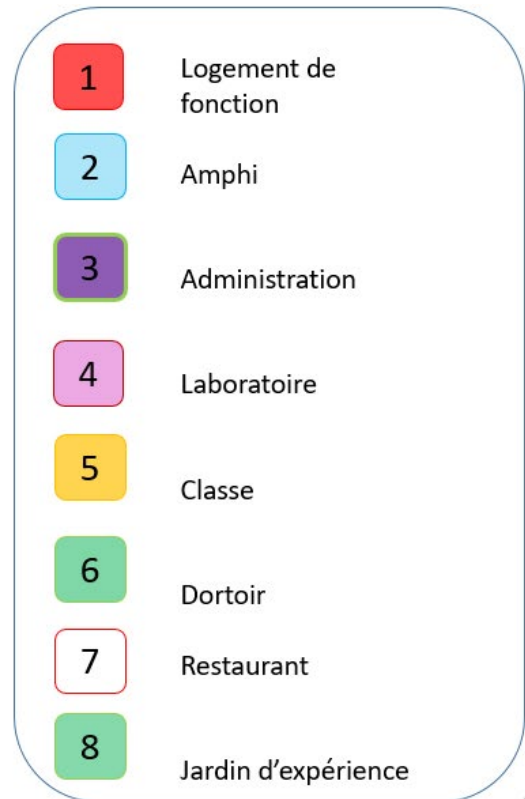 1 Logement de
fonction
2 Amphi
3 Administration
4 Laboratoire
5 Classe
6 Dortoir
7 Restaurant
8 Jardin d’expérience